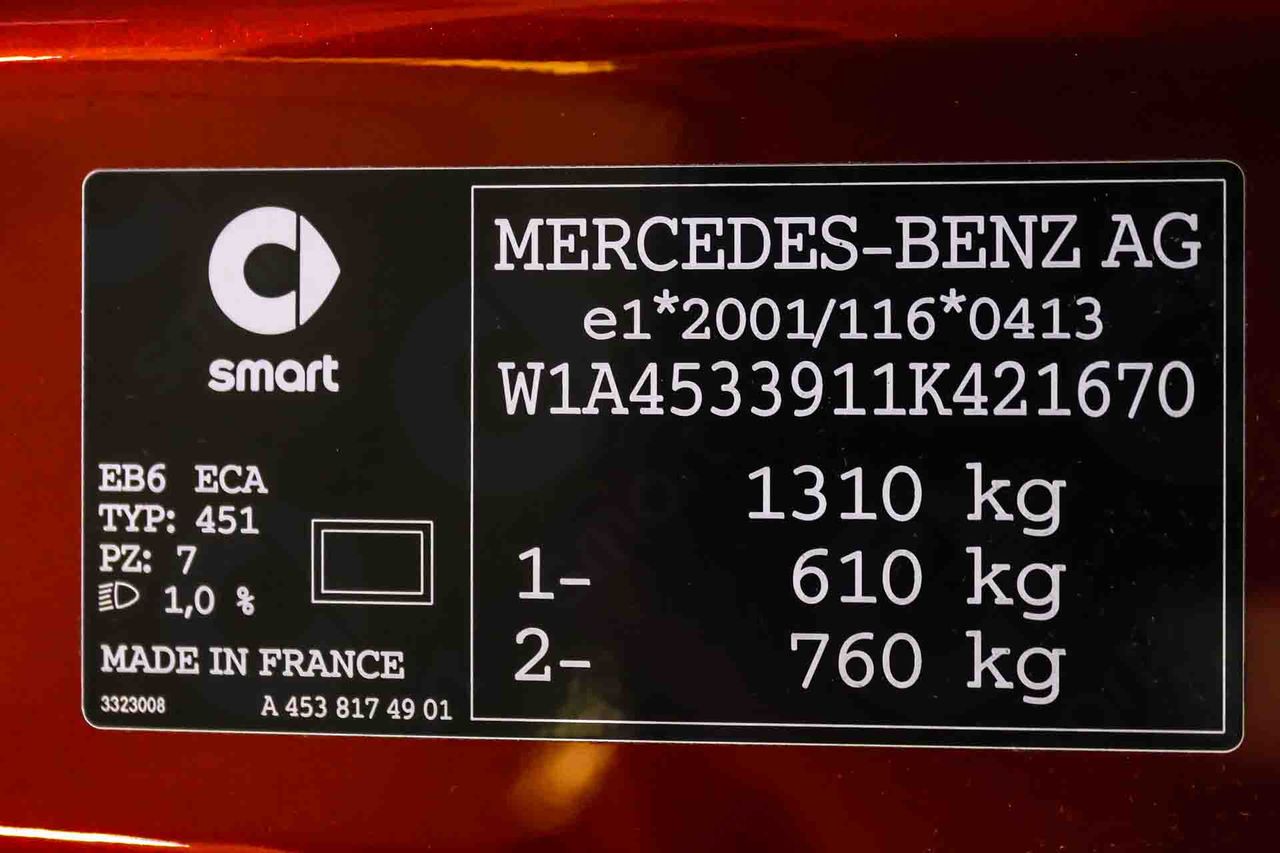 smart
EB6 ECA
TYP: 451
PZ: 7
1,0 %
MADE IN FRANCE
3323008 A 453 817 49 01
MERCEDES-BENZ AG
e1*2001/116*0413
W1A4533911K421670
1310 kg
1- 610 kg
2- 760 kg